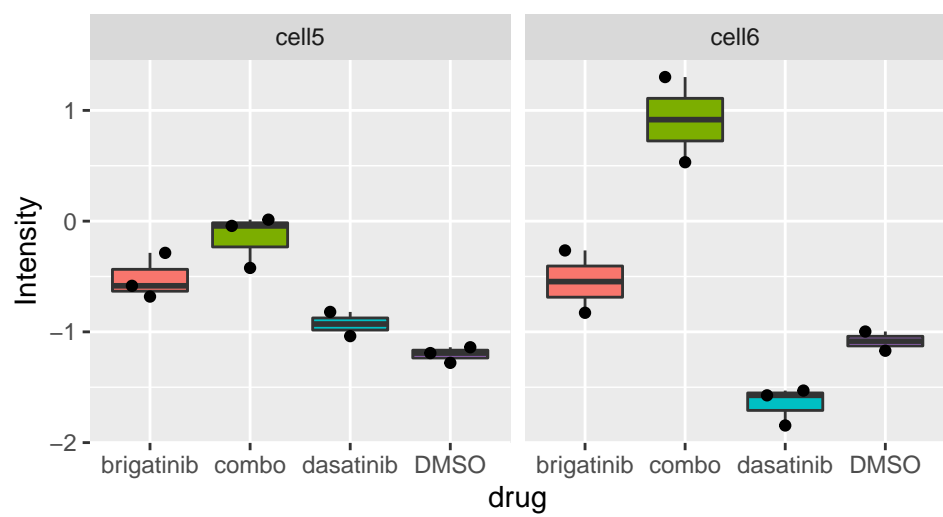 cell5 cell6
Intensity
1
0
−1
−2
brigatinib combo dasatinib DMSO brigatinib combo dasatinib DMSO
drug